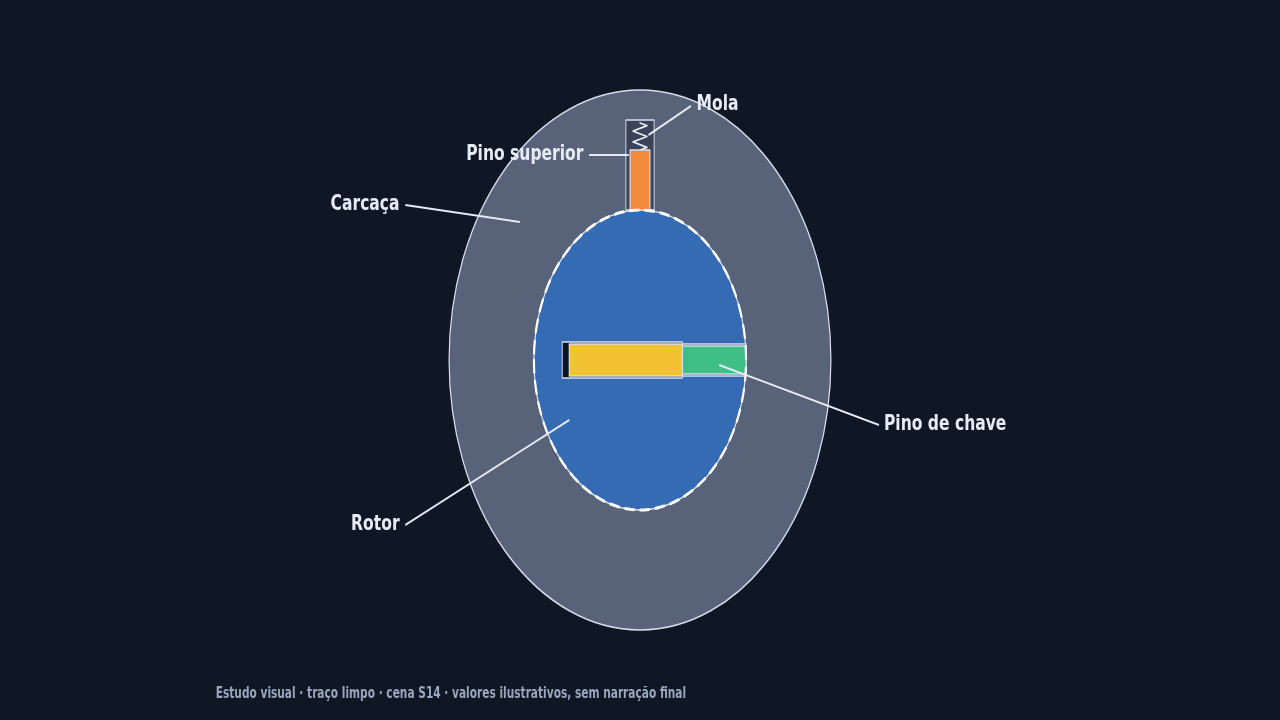 Mola
Pino superior
Carcaça
Pino de chave
Rotor
Estudo visual · traço limpo · cena S14 · valores ilustrativos, sem narração final